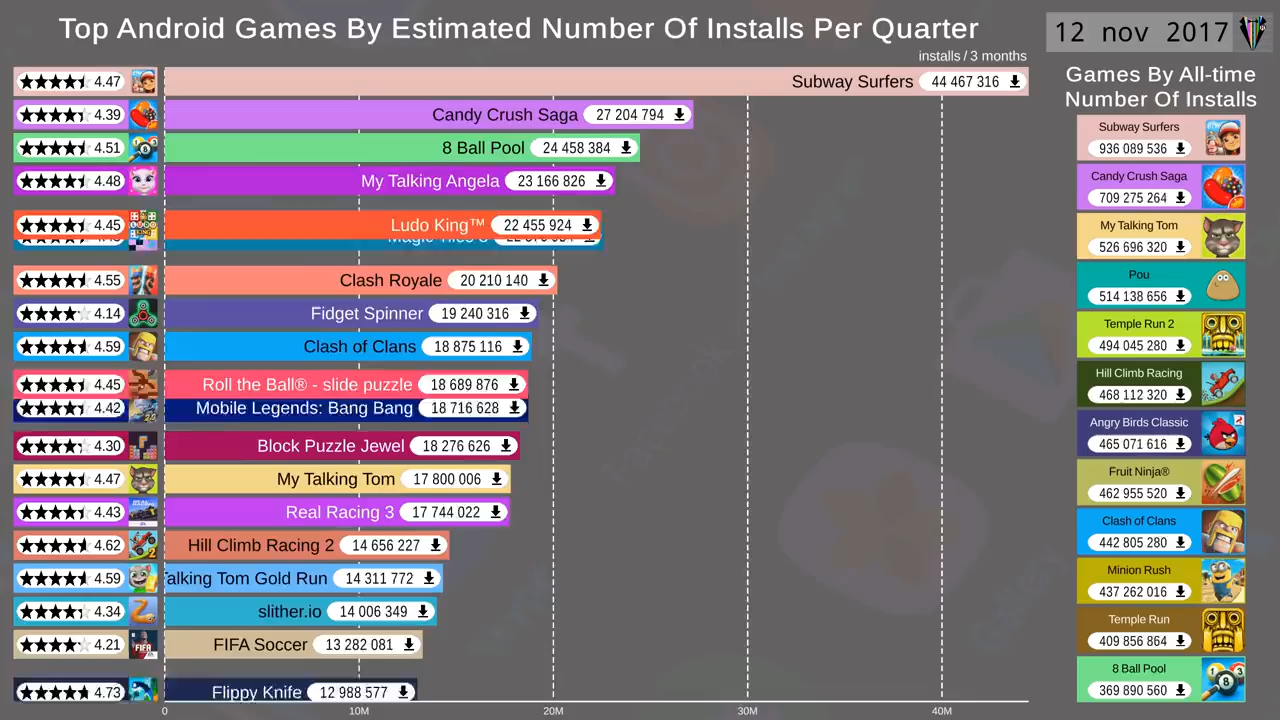 Top Android Games By Estimated Number Of Installs Per Quarter
12 nov 2017
installs / 3 months
4.47 Subway Surfers 44 467 316
4.39 Candy Crush Saga 27 204 794
4.51 8 Ball Pool 24 458 384
4.48 My Talking Angela 23 166 826
4.45 Ludo King™ 22 455 924
Magic Tiles 3
4.55 Clash Royale 20 210 140
4.14 Fidget Spinner 19 240 316
4.59 Clash of Clans 18 875 116
4.45 Roll the Ball® - slide puzzle 18 689 876
4.42 Mobile Legends: Bang Bang 18 716 628
4.30 Block Puzzle Jewel 18 276 626
4.47 My Talking Tom 17 800 006
4.43 Real Racing 3 17 744 022
4.62 Hill Climb Racing 2 14 656 227
4.59 Talking Tom Gold Run 14 311 772
4.34 slither.io 14 006 349
4.21 FIFA Soccer 13 282 081
4.73 Flippy Knife 12 988 577
0 10M 20M 30M 40M
Games By All-time
Number Of Installs
Subway Surfers
936 089 536
Candy Crush Saga
709 275 264
My Talking Tom
526 696 320
Pou
514 138 656
Temple Run 2
494 045 280
Hill Climb Racing
468 112 320
Angry Birds Classic
465 071 616
Fruit Ninja®
462 955 520
Clash of Clans
442 805 280
Minion Rush
437 262 016
Temple Run
409 856 864
8 Ball Pool
369 890 560